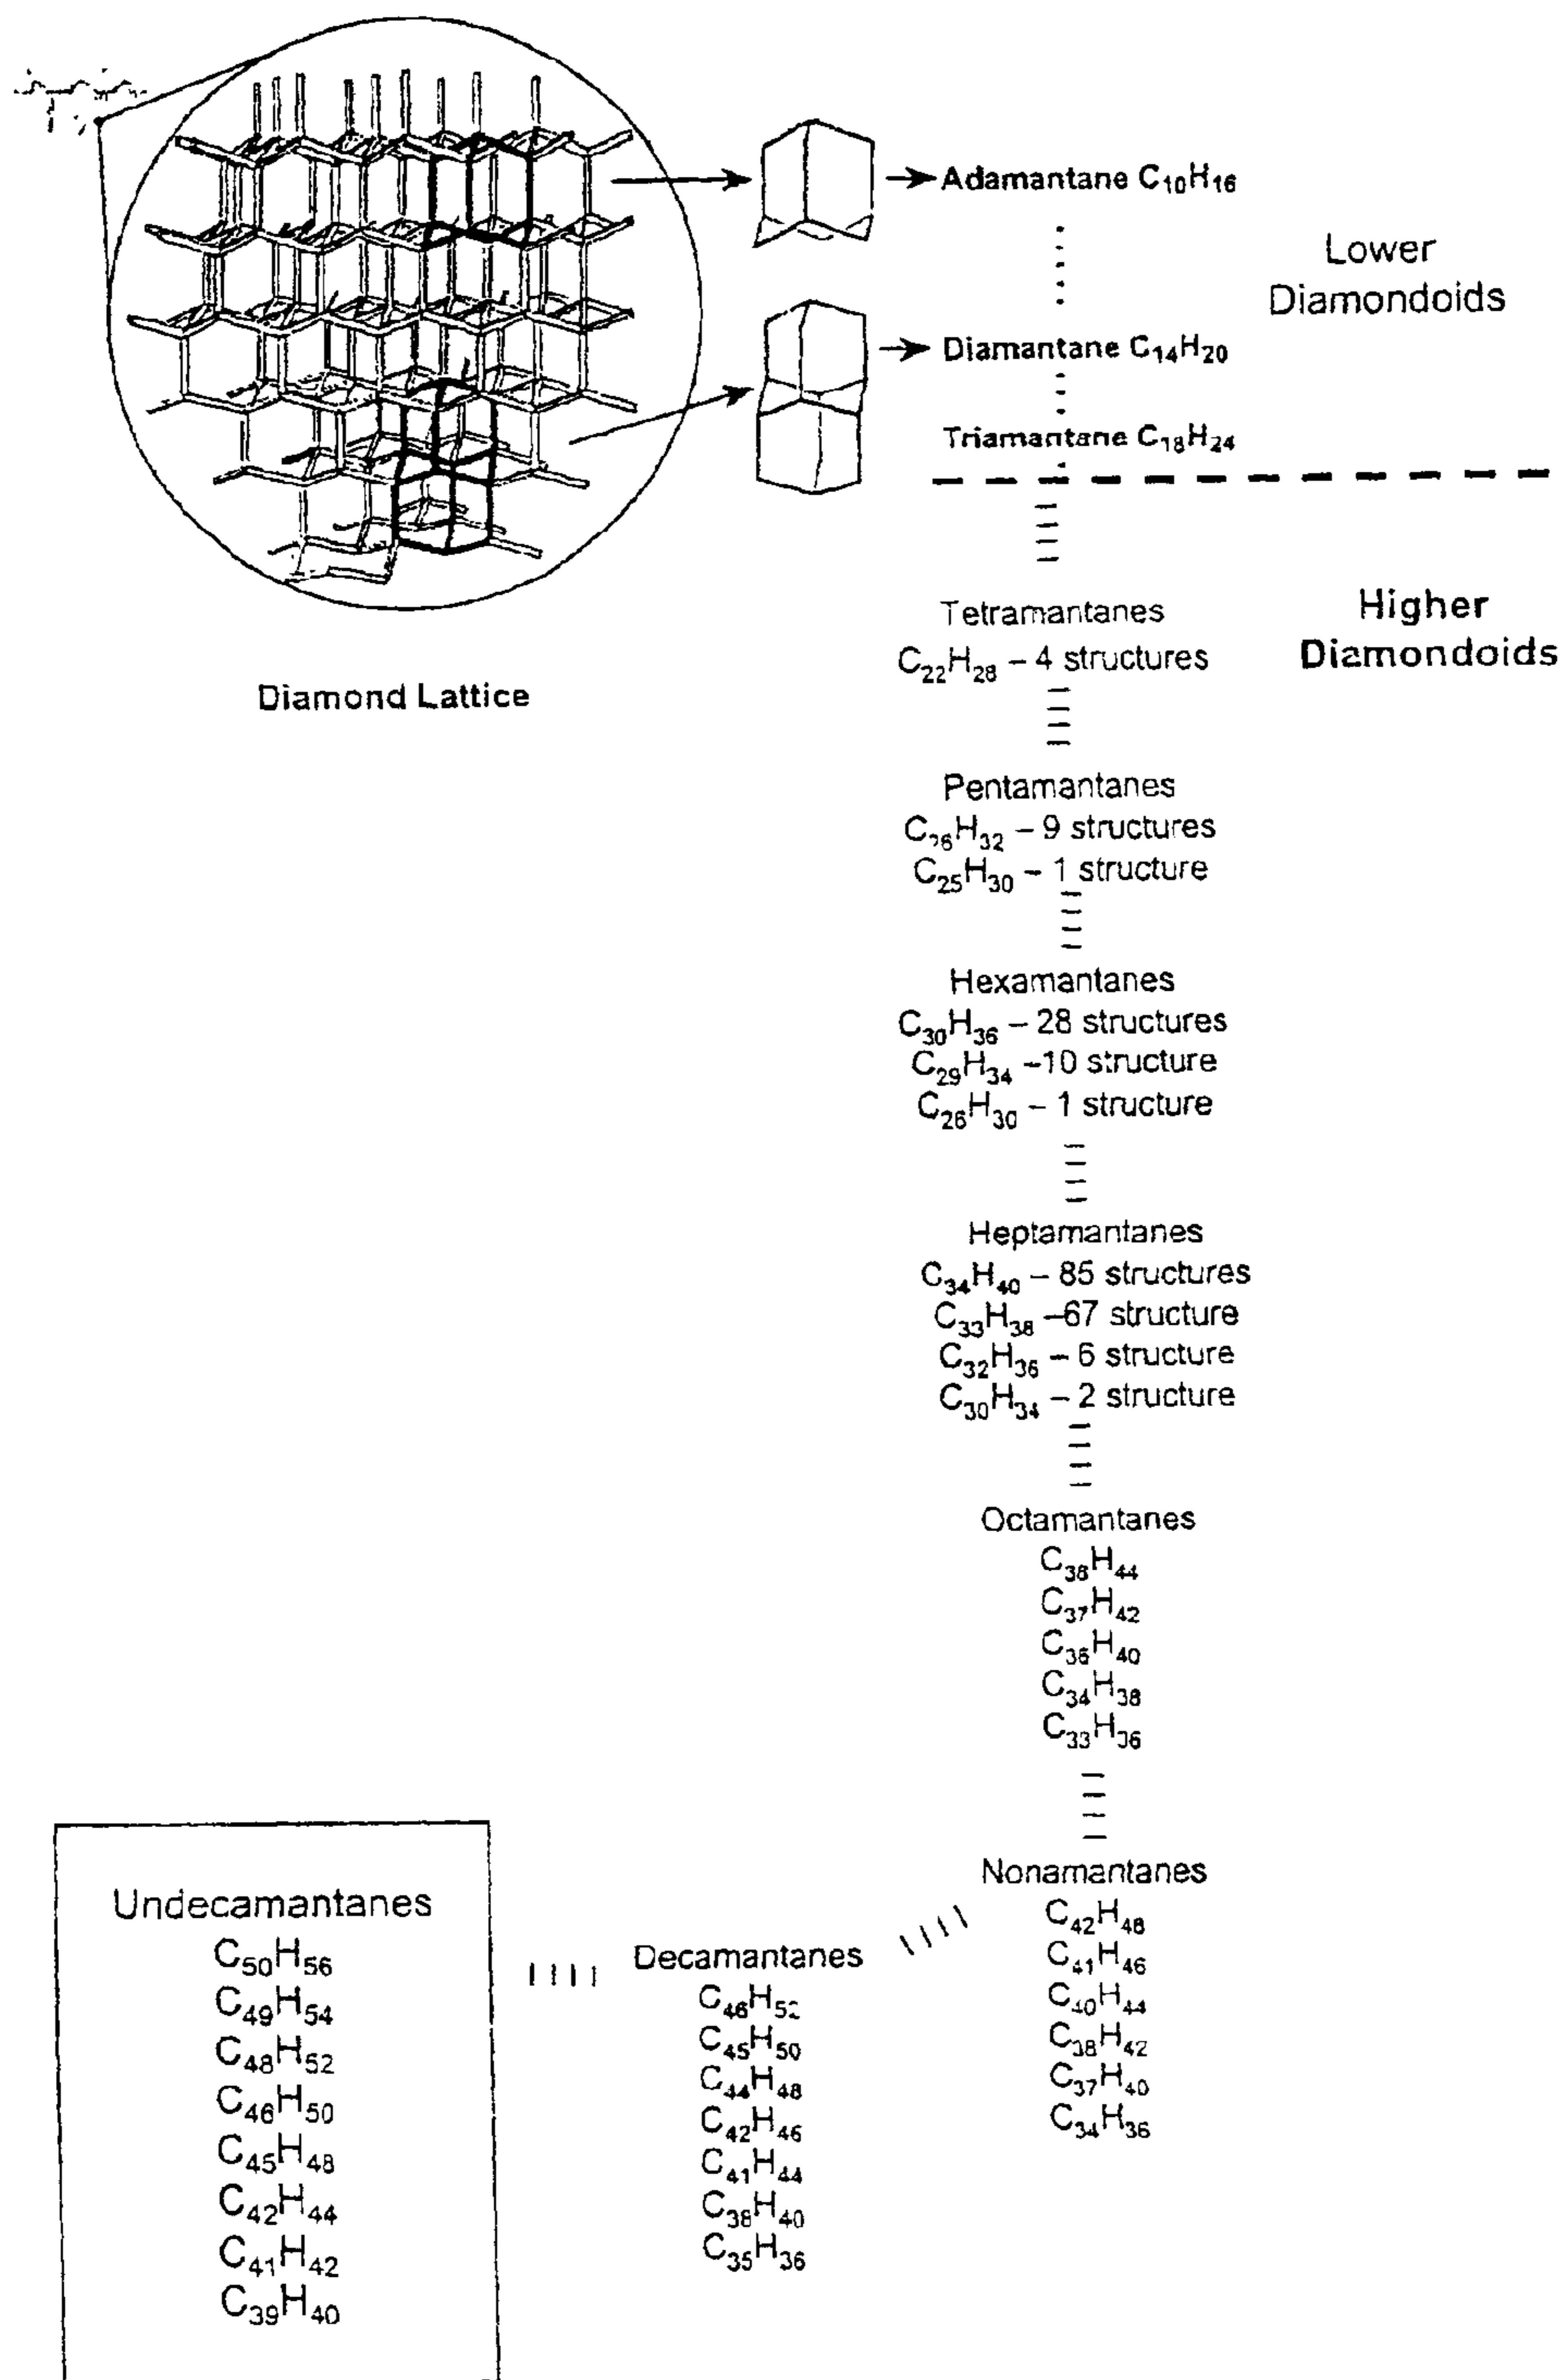 Adamantane C₁₀H₁₆
Lower
Diamondoids
Diamantane C₁₄H₂₀
Triamantane C₁₈H₂₄
Tetramantanes
C₂₂H₂₈ – 4 structures
Higher
Diamondoids
Diamond Lattice
Pentamantanes
C₂₆H₃₂ – 9 structures
C₂₅H₃₀ – 1 structure
Hexamantanes
C₃₀H₃₆ – 28 structures
C₂₉H₃₄ –10 structure
C₂₆H₃₀ – 1 structure
Heptamantanes
C₃₄H₄₀ – 85 structures
C₃₃H₃₈ –67 structure
C₃₂H₃₆ – 6 structure
C₃₀H₃₄ – 2 structure
Octamantanes
C₃₈H₄₄
C₃₇H₄₂
C₃₆H₄₀
C₃₄H₃₈
C₃₃H₃₆
Nonamantanes
C₄₂H₄₈
C₄₁H₄₆
C₄₀H₄₄
C₃₈H₄₂
C₃₇H₄₀
C₃₄H₃₆
Decamantanes
C₄₆H₅₂
C₄₅H₅₀
C₄₄H₄₈
C₄₂H₄₆
C₄₁H₄₄
C₃₈H₄₀
C₃₅H₃₆
Undecamantanes
C₅₀H₅₆
C₄₉H₅₄
C₄₈H₅₂
C₄₆H₅₀
C₄₅H₄₈
C₄₂H₄₄
C₄₁H₄₂
C₃₉H₄₀